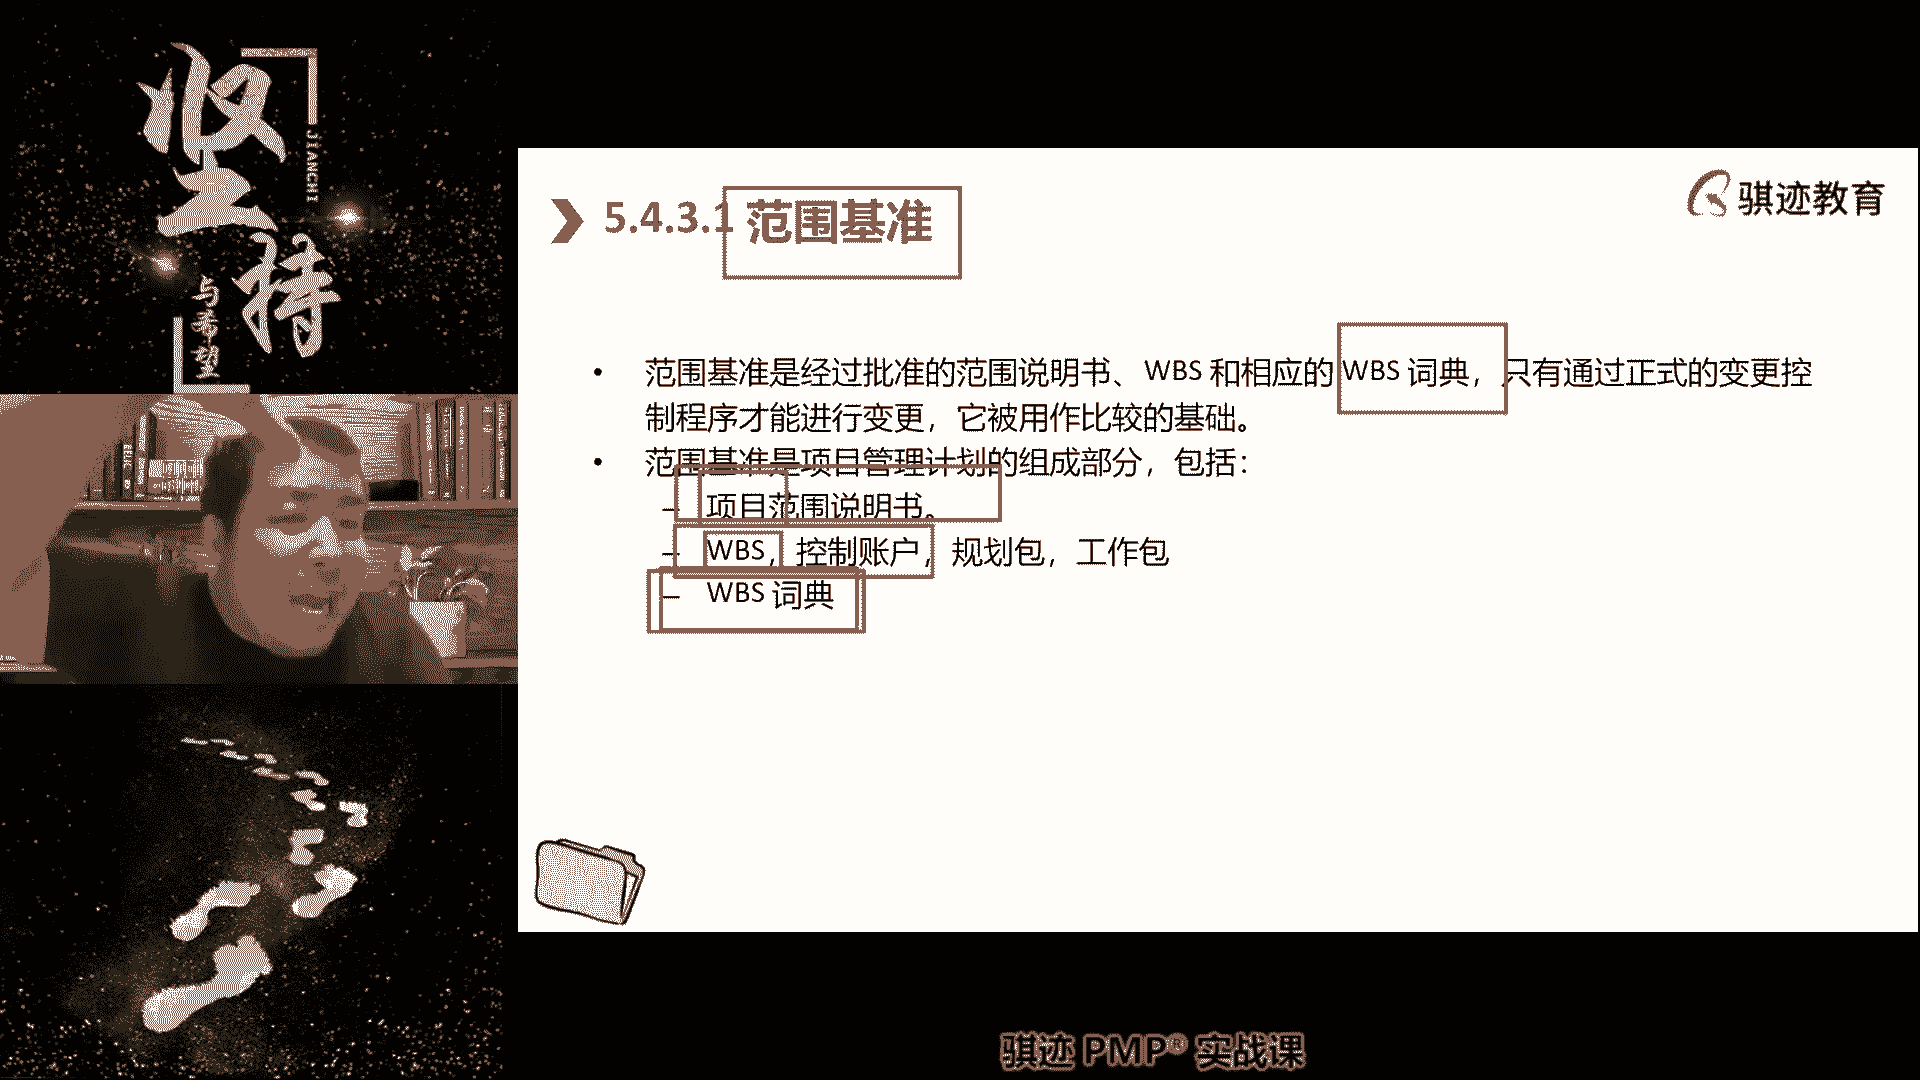 坚持
JIANCHI
与希望
骐迹教育
5.4.3.1 范围基准
• 范围基准是经过批准的范围说明书、WBS 和相应的 WBS 词典，只有通过正式的变更控
制程序才能进行变更，它被用作比较的基础。
• 范围基准是项目管理计划的组成部分，包括：
– 项目范围说明书。
– WBS，控制账户，规划包，工作包
– WBS 词典
骐迹 PMP® 实战课